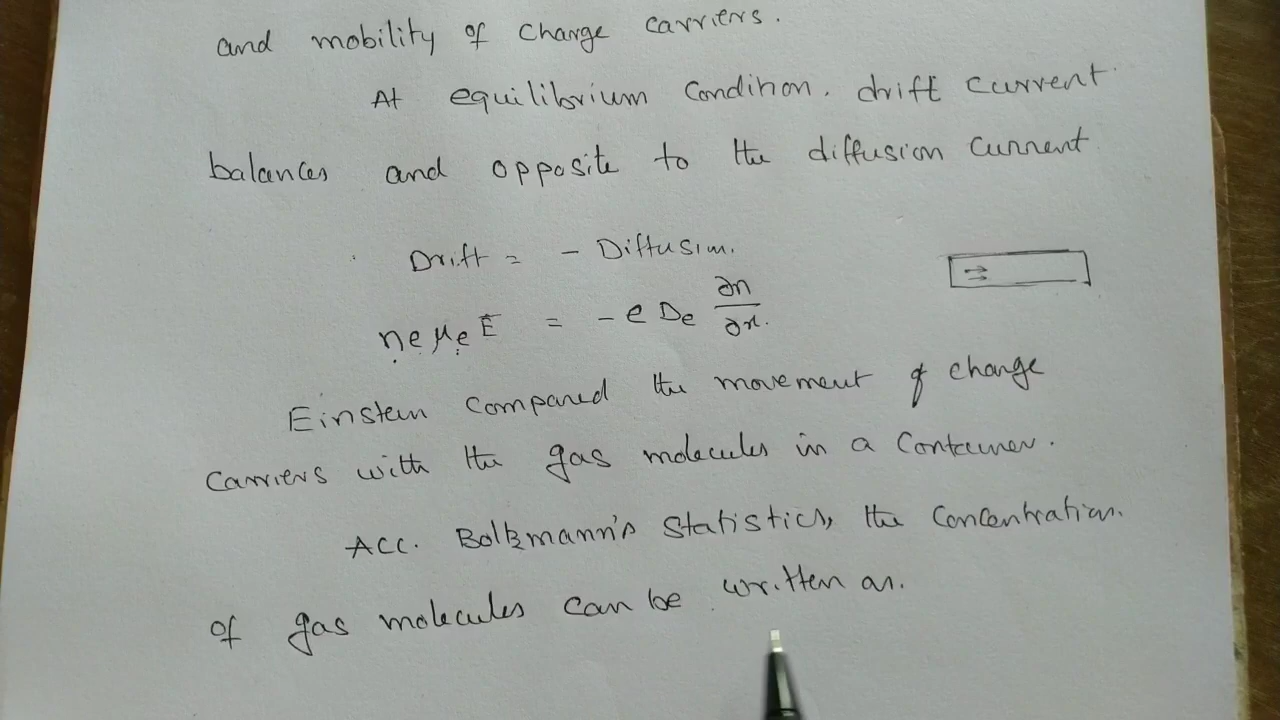 and mobility of Charge carriers.
At equilibrium Condition, drift Current
balances and opposite to the diffusion Current
Drift = - Diffusion.
neμeE = - e De ∂n/∂x.
Einstein compared the movement of charge
Carriers with the gas molecules in a Container.
Acc. Boltzmann's Statistics, the Concentration.
of gas molecules can be written as.